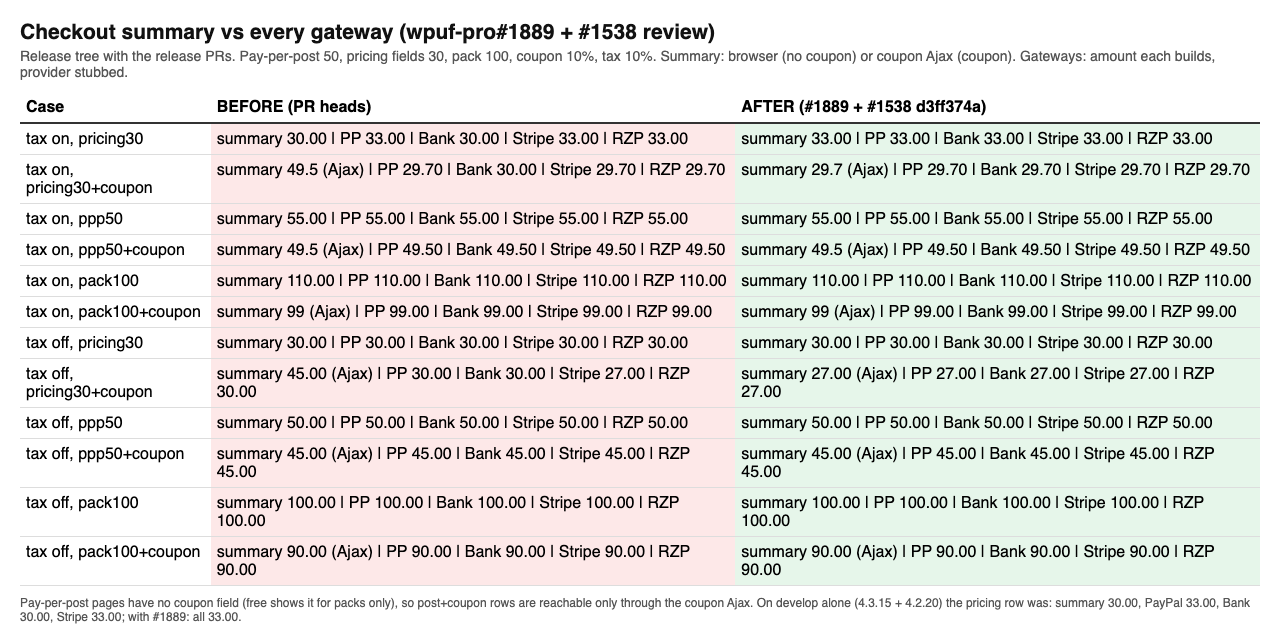 Checkout summary vs every gateway (wpuf-pro#1889 + #1538 review)
Release tree with the release PRs. Pay-per-post 50, pricing fields 30, pack 100, coupon 10%, tax 10%. Summary: browser (no coupon) or coupon Ajax (coupon). Gateways: amount each builds,
provider stubbed.
Case BEFORE (PR heads) AFTER (#1889 + #1538 d3ff374a)
tax on, pricing30 summary 30.00 | PP 33.00 | Bank 30.00 | Stripe 33.00 | RZP 33.00 summary 33.00 | PP 33.00 | Bank 33.00 | Stripe 33.00 | RZP 33.00
tax on, summary 49.5 (Ajax) | PP 29.70 | Bank 30.00 | Stripe 29.70 | RZP 29.70 summary 29.7 (Ajax) | PP 29.70 | Bank 29.70 | Stripe 29.70 | RZP 29.70
pricing30+coupon
tax on, ppp50 summary 55.00 | PP 55.00 | Bank 55.00 | Stripe 55.00 | RZP 55.00 summary 55.00 | PP 55.00 | Bank 55.00 | Stripe 55.00 | RZP 55.00
tax on, ppp50+coupon summary 49.5 (Ajax) | PP 49.50 | Bank 49.50 | Stripe 49.50 | RZP 49.50 summary 49.5 (Ajax) | PP 49.50 | Bank 49.50 | Stripe 49.50 | RZP 49.50
tax on, pack100 summary 110.00 | PP 110.00 | Bank 110.00 | Stripe 110.00 | RZP 110.00 summary 110.00 | PP 110.00 | Bank 110.00 | Stripe 110.00 | RZP 110.00
tax on, pack100+coupon summary 99 (Ajax) | PP 99.00 | Bank 99.00 | Stripe 99.00 | RZP 99.00 summary 99 (Ajax) | PP 99.00 | Bank 99.00 | Stripe 99.00 | RZP 99.00
tax off, pricing30 summary 30.00 | PP 30.00 | Bank 30.00 | Stripe 30.00 | RZP 30.00 summary 30.00 | PP 30.00 | Bank 30.00 | Stripe 30.00 | RZP 30.00
tax off, summary 45.00 (Ajax) | PP 30.00 | Bank 30.00 | Stripe 27.00 | RZP summary 27.00 (Ajax) | PP 27.00 | Bank 27.00 | Stripe 27.00 | RZP
pricing30+coupon 30.00 27.00
tax off, ppp50 summary 50.00 | PP 50.00 | Bank 50.00 | Stripe 50.00 | RZP 50.00 summary 50.00 | PP 50.00 | Bank 50.00 | Stripe 50.00 | RZP 50.00
tax off, ppp50+coupon summary 45.00 (Ajax) | PP 45.00 | Bank 45.00 | Stripe 45.00 | RZP summary 45.00 (Ajax) | PP 45.00 | Bank 45.00 | Stripe 45.00 | RZP
45.00 45.00
tax off, pack100 summary 100.00 | PP 100.00 | Bank 100.00 | Stripe 100.00 | RZP summary 100.00 | PP 100.00 | Bank 100.00 | Stripe 100.00 | RZP
100.00 100.00
tax off, pack100+coupon summary 90.00 (Ajax) | PP 90.00 | Bank 90.00 | Stripe 90.00 | RZP summary 90.00 (Ajax) | PP 90.00 | Bank 90.00 | Stripe 90.00 | RZP
90.00 90.00
Pay-per-post pages have no coupon field (free shows it for packs only), so post+coupon rows are reachable only through the coupon Ajax. On develop alone (4.3.15 + 4.2.20) the pricing row was: summary 30.00, PayPal 33.00, Bank
30.00, Stripe 33.00; with #1889: all 33.00.